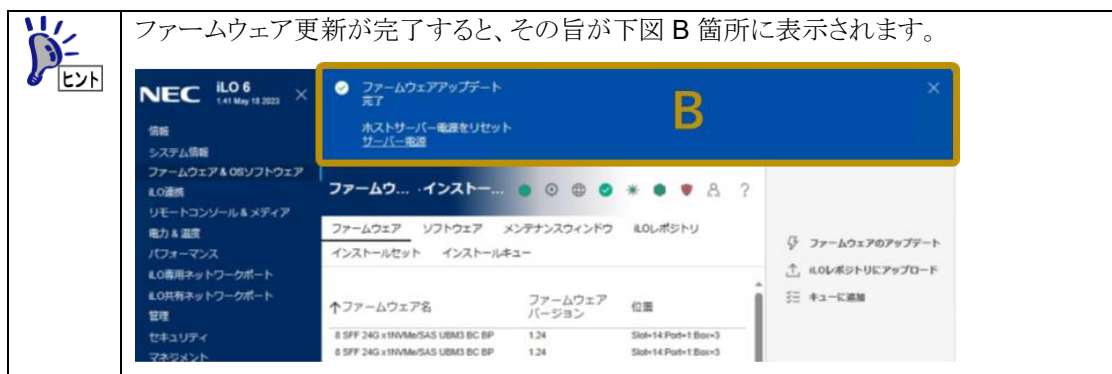 ファームウェア更新が完了すると、その旨が下図 B 箇所に表示されます。
ヒント
NEC iLO 6
1.41 May 18 2023
ファームウェアアップデート
完了
ホストサーバー電源をリセット
サーバー電源
B
情報
システム情報
ファームウェア & OSソフトウェア
iLO連携
リモートコンソール & メディア
電力 & 温度
パフォーマンス
iLO専用ネットワークポート
iLO共有ネットワークポート
管理
セキュリティ
マネジメント
ファームウ... ·インストー...
?
ファームウェア ソフトウェア メンテナンスウィンドウ iLOレポジトリ
インストールセット インストールキュー
ファームウェアのアップデート
iLOレポジトリにアップロード
キューに追加
↑ファームウェア名 ファームウェアバージョン 位置
8 SFF 24G x1NVMe/SAS UBM3 BC BP 1.24 Slot=14:Port=1:Box=3
8 SFF 24G x1NVMe/SAS UBM3 BC BP 1.24 Slot=14:Port=1:Box=3